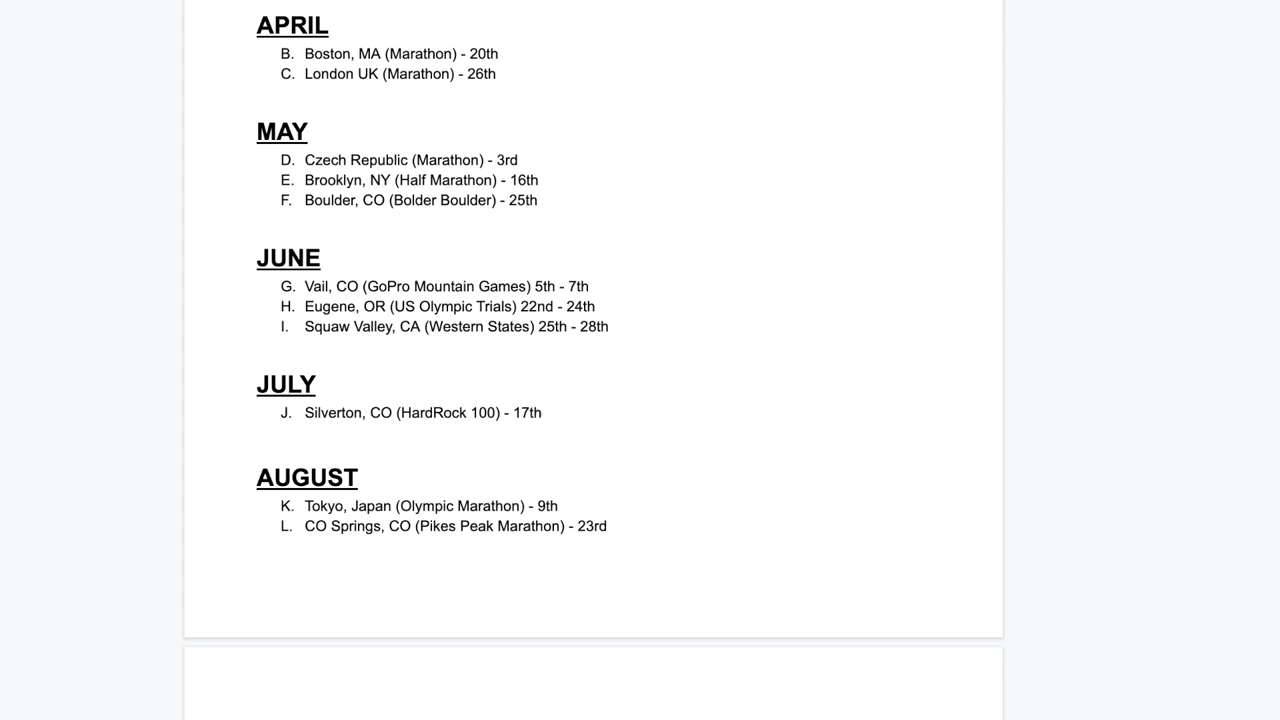 APRIL
B. Boston, MA (Marathon) - 20th
C. London UK (Marathon) - 26th
MAY
D. Czech Republic (Marathon) - 3rd
E. Brooklyn, NY (Half Marathon) - 16th
F. Boulder, CO (Bolder Boulder) - 25th
JUNE
G. Vail, CO (GoPro Mountain Games) 5th - 7th
H. Eugene, OR (US Olympic Trials) 22nd - 24th
I. Squaw Valley, CA (Western States) 25th - 28th
JULY
J. Silverton, CO (HardRock 100) - 17th
AUGUST
K. Tokyo, Japan (Olympic Marathon) - 9th
L. CO Springs, CO (Pikes Peak Marathon) - 23rd